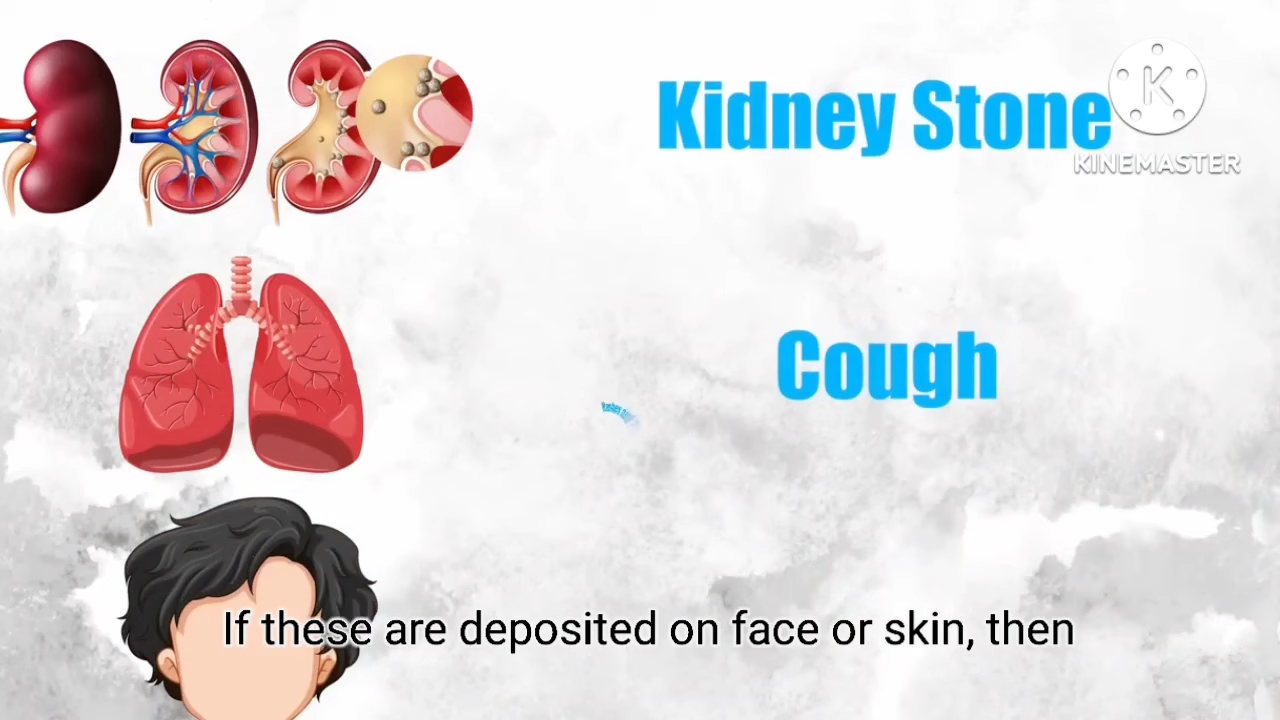 Kidney Stone
K
KINEMASTER
Cough
If these are deposited on face or skin, then